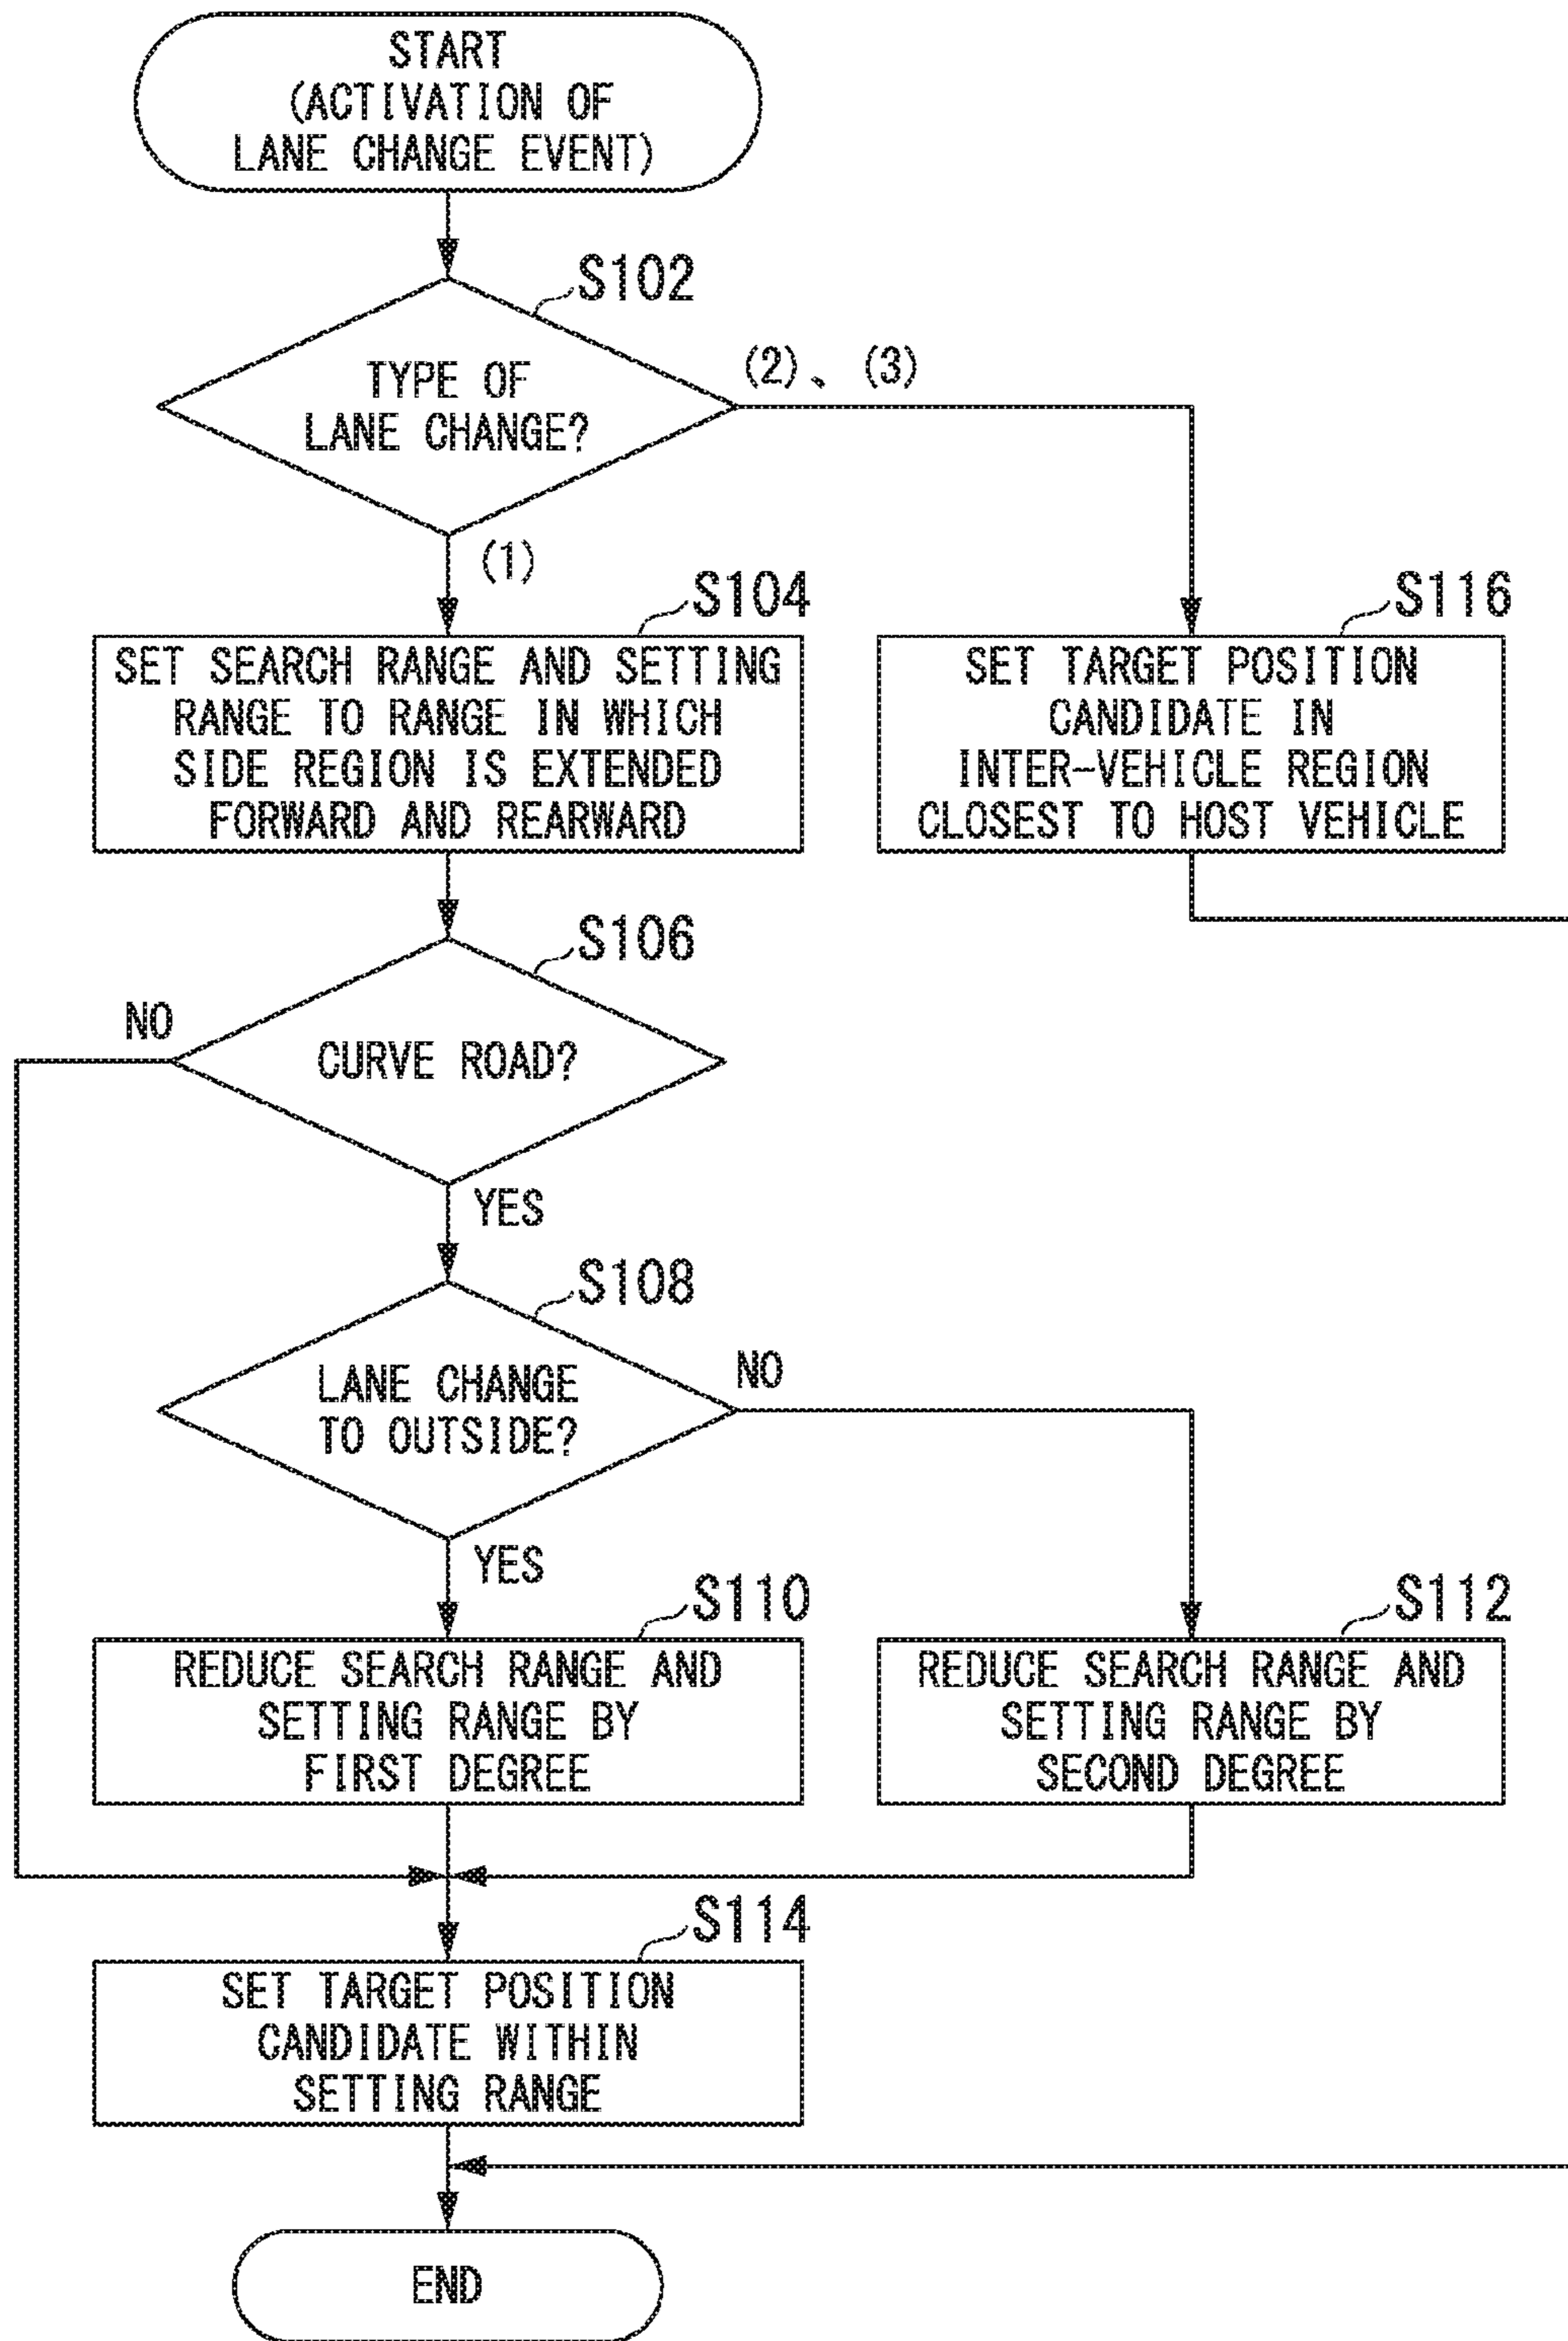 START
(ACTIVATION OF
LANE CHANGE EVENT)
S102
TYPE OF
LANE CHANGE?
(2)、(3)
(1)
S104
SET SEARCH RANGE AND SETTING
RANGE TO RANGE IN WHICH
SIDE REGION IS EXTENDED
FORWARD AND REARWARD
S116
SET TARGET POSITION
CANDIDATE IN
INTER-VEHICLE REGION
CLOSEST TO HOST VEHICLE
S106
NO
CURVE ROAD?
YES
S108
LANE CHANGE
TO OUTSIDE?
NO
YES
S110
REDUCE SEARCH RANGE AND
SETTING RANGE BY
FIRST DEGREE
S112
REDUCE SEARCH RANGE AND
SETTING RANGE BY
SECOND DEGREE
S114
SET TARGET POSITION
CANDIDATE WITHIN
SETTING RANGE
END